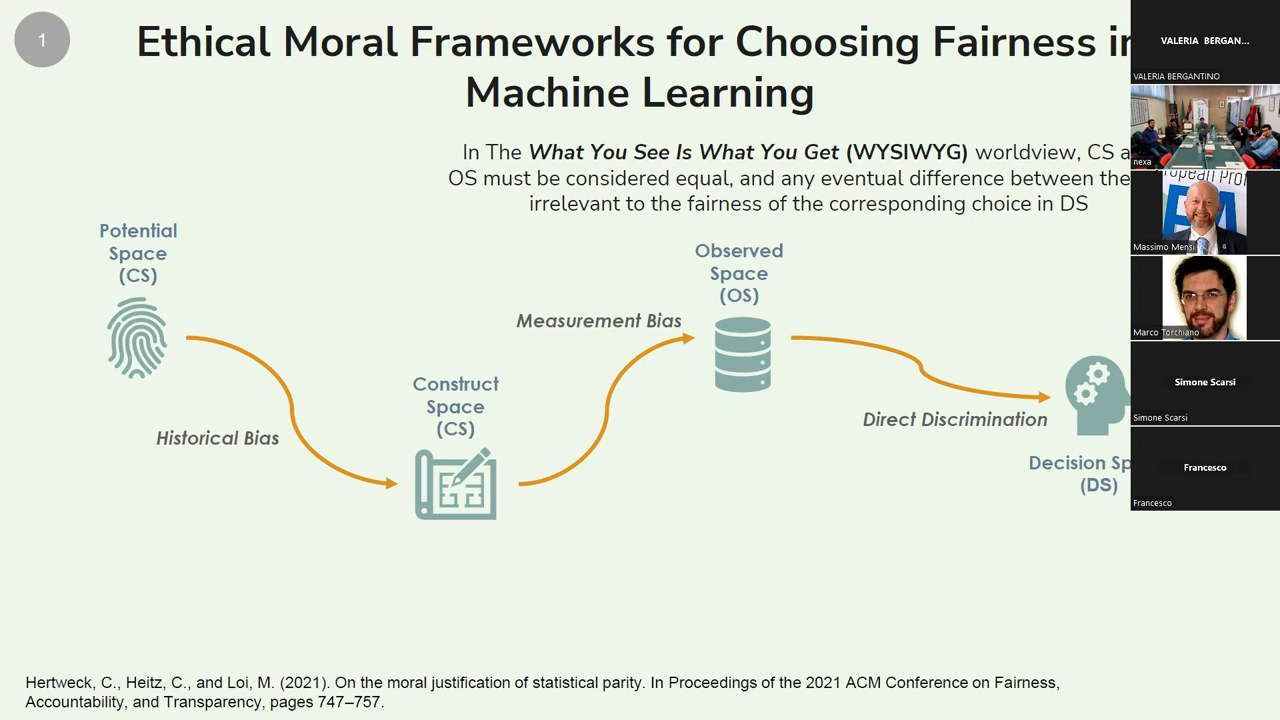 1
Ethical Moral Frameworks for Choosing Fairness in
Machine Learning
In The What You See Is What You Get (WYSIWYG) worldview, CS a
OS must be considered equal, and any eventual difference between the
irrelevant to the fairness of the corresponding choice in DS
Potential
Space
(CS)
Historical Bias
Construct
Space
(CS)
Measurement Bias
Observed
Space
(OS)
Direct Discrimination
Decision Sp
(DS)
Hertweck, C., Heitz, C., and Loi, M. (2021). On the moral justification of statistical parity. In Proceedings of the 2021 ACM Conference on Fairness,
Accountability, and Transparency, pages 747–757.
VALERIA BERGAN...
VALERIA BERGANTINO
nexa
Massimo Mensi
Marco Torchiano
Simone Scarsi
Simone Scarsi
Francesco
Francesco